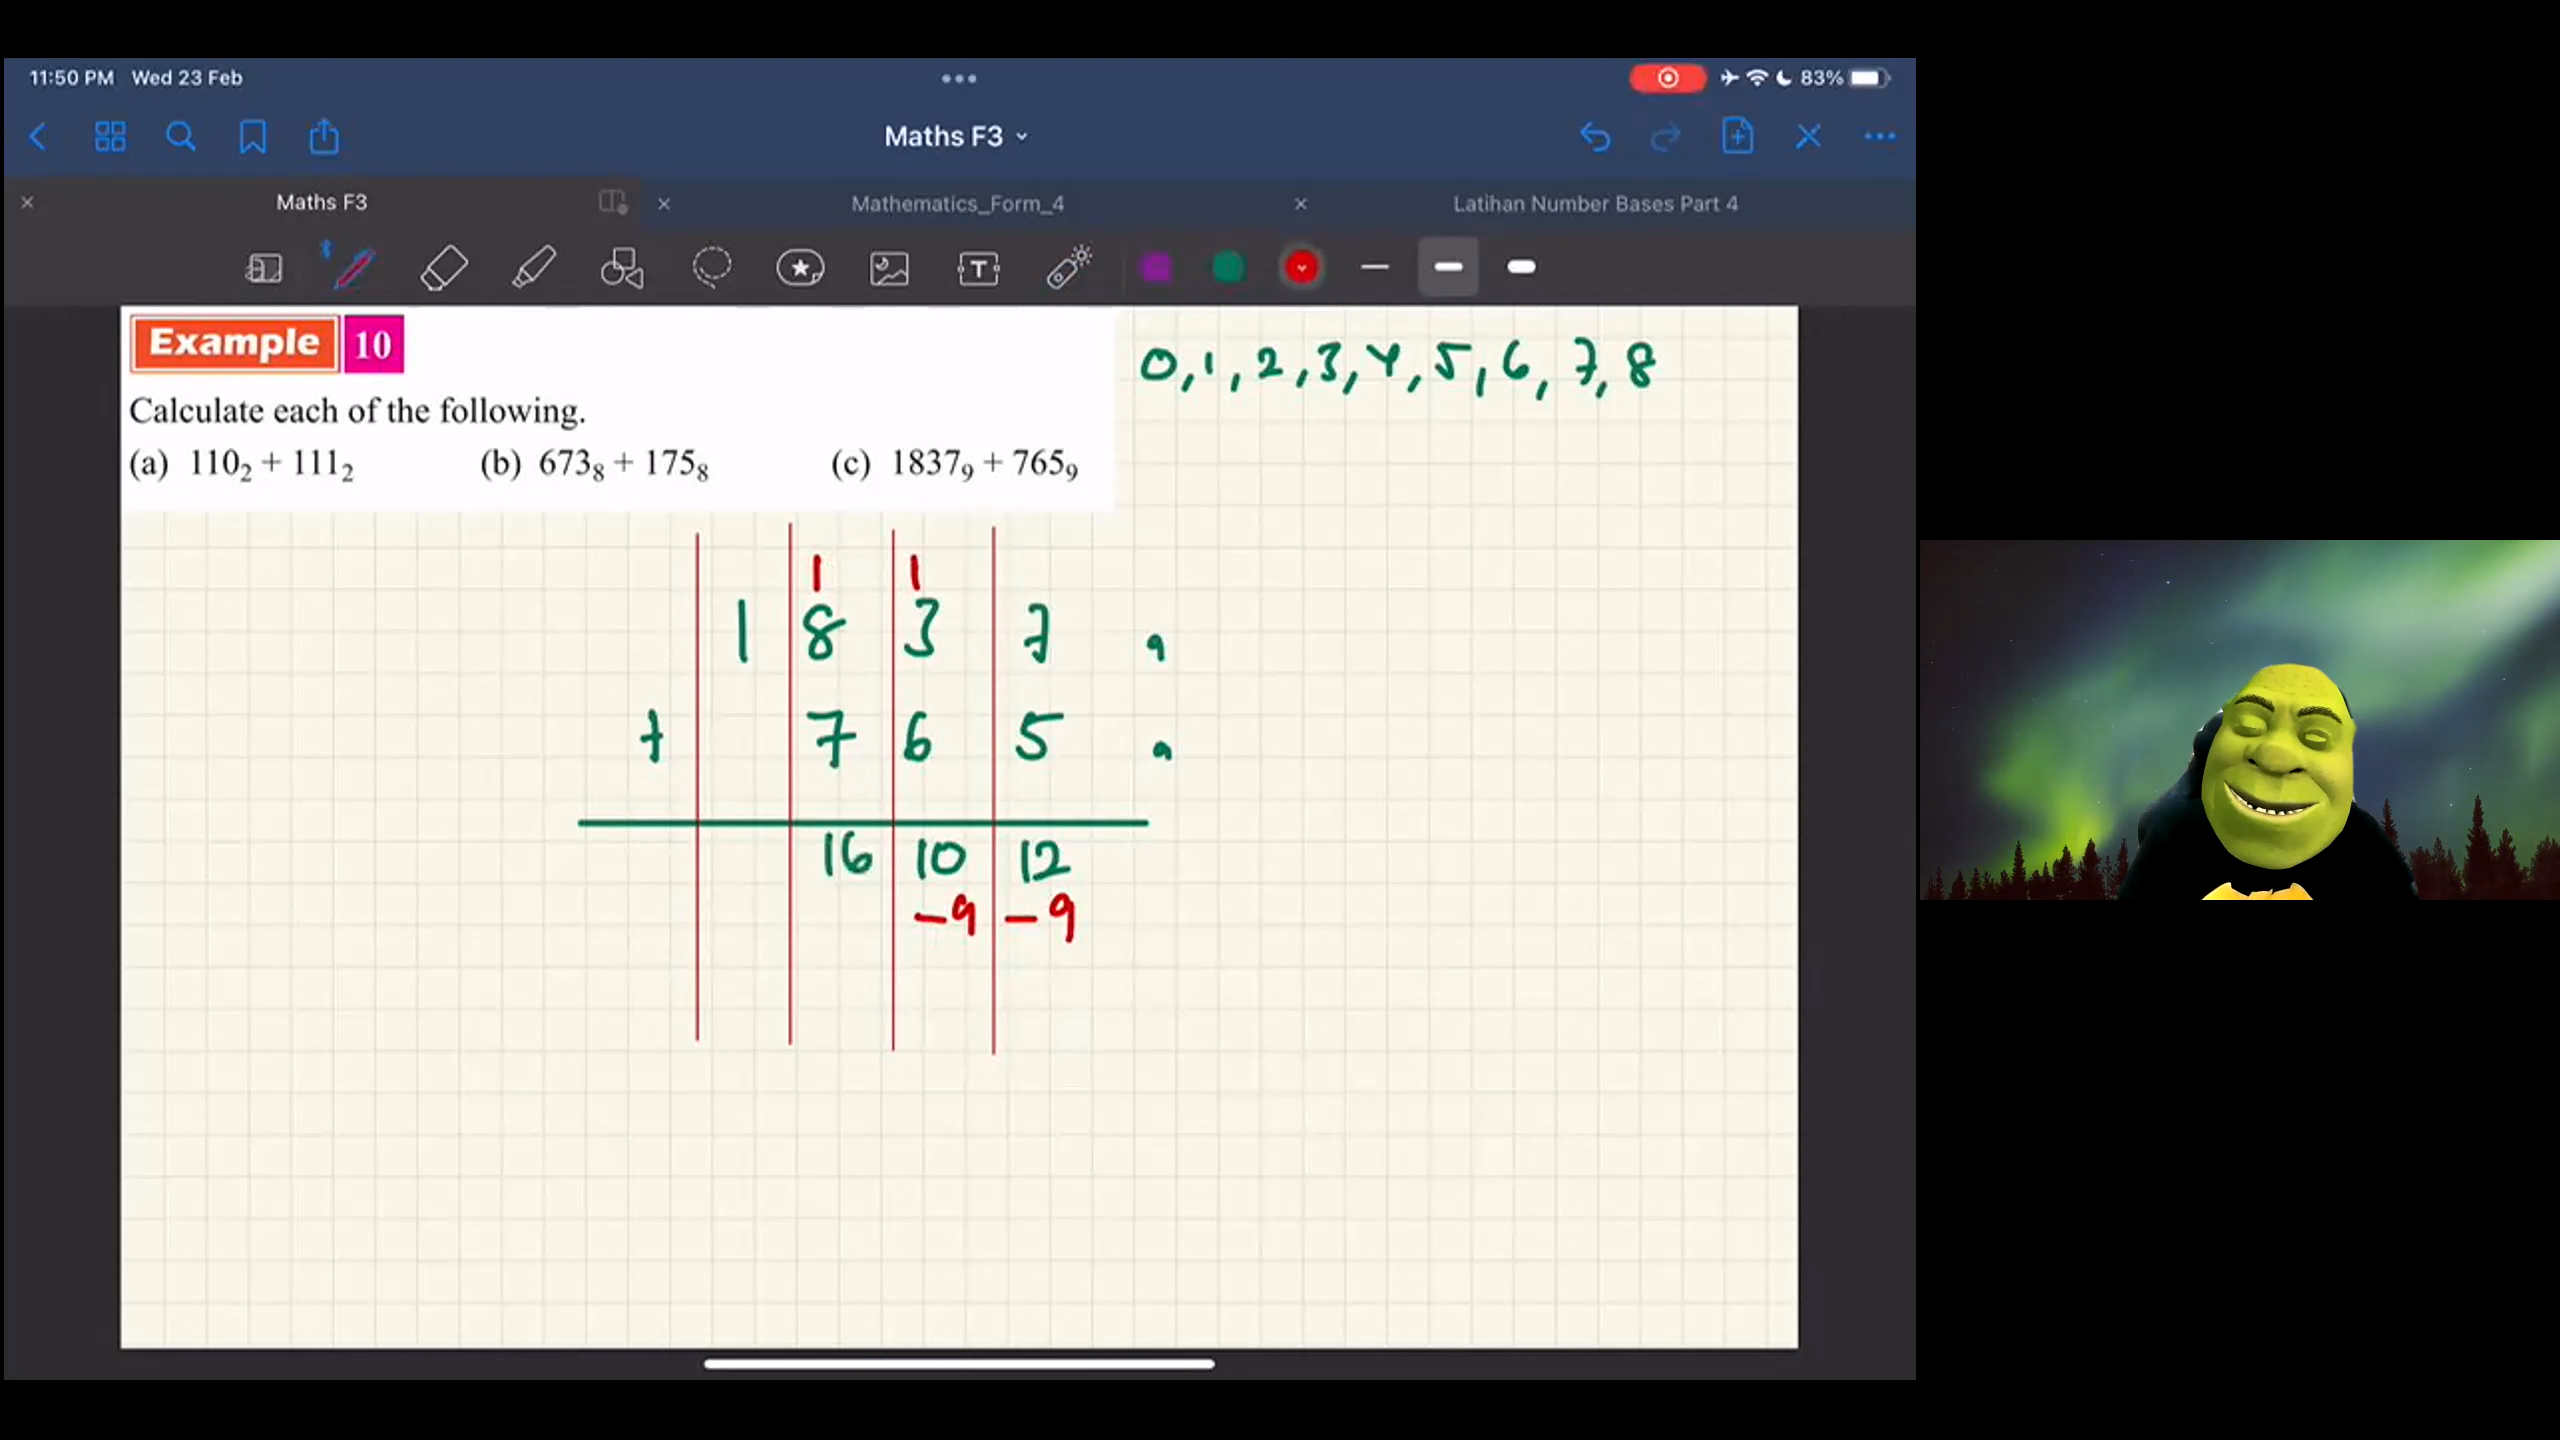 11:50 PM Wed 23 Feb
83%
Maths F3
Maths F3
Mathematics_Form_4
Latihan Number Bases Part 4
T
Example 10
0, 1, 2, 3, 4, 5, 6, 7, 8
Calculate each of the following.
(a) 110₂ + 111₂ (b) 673₈ + 175₈ (c) 1837₉ + 765₉
1 1
1 8 3 7 ₉
+ 7 6 5 ₉
16 10 12
-9 -9